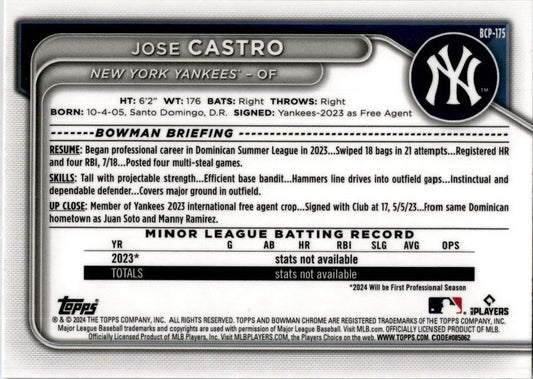 BCP-175
JOSE CASTRO
NEW YORK YANKEES™ - OF
NY
™
HT: 6'2" WT: 176 BATS: Right THROWS: Right
BORN: 10-4-05, Santo Domingo, D.R. SIGNED: Yankees-2023 as Free Agent
BOWMAN BRIEFING
RESUME: Began professional career in Dominican Summer League in 2023...Swiped 18 bags in 21 attempts...Registered HR
and four RBI, 7/18...Posted four multi-steal games.
SKILLS: Tall with projectable strength...Efficient base bandit...Hammers line drives into outfield gaps...Instinctual and
dependable defender...Covers major ground in outfield.
UP CLOSE: Member of Yankees 2023 international free agent crop...Signed with Club at 17, 5/5/23...From same Dominican
hometown as Juan Soto and Manny Ramirez.
MINOR LEAGUE BATTING RECORD
YR G AB HR RBI SLG AVG OPS
2023* stats not available
TOTALS stats not available
*2024 Will be First Professional Season
Topps
MLB PLAYERS
® & © 2024 THE TOPPS COMPANY, INC. ALL RIGHTS RESERVED. TOPPS AND BOWMAN CHROME ARE REGISTERED TRADEMARKS OF THE TOPPS COMPANY, INC.
Major League Baseball trademarks and copyrights are used with permission of Major League Baseball. Visit MLB.com. OFFICIALLY LICENSED PRODUCT OF MLB.
Officially Licensed Product of MLB Players, Inc. Visit MLBPLAYERS.COM WWW.TOPPS.COM. CODE#085062